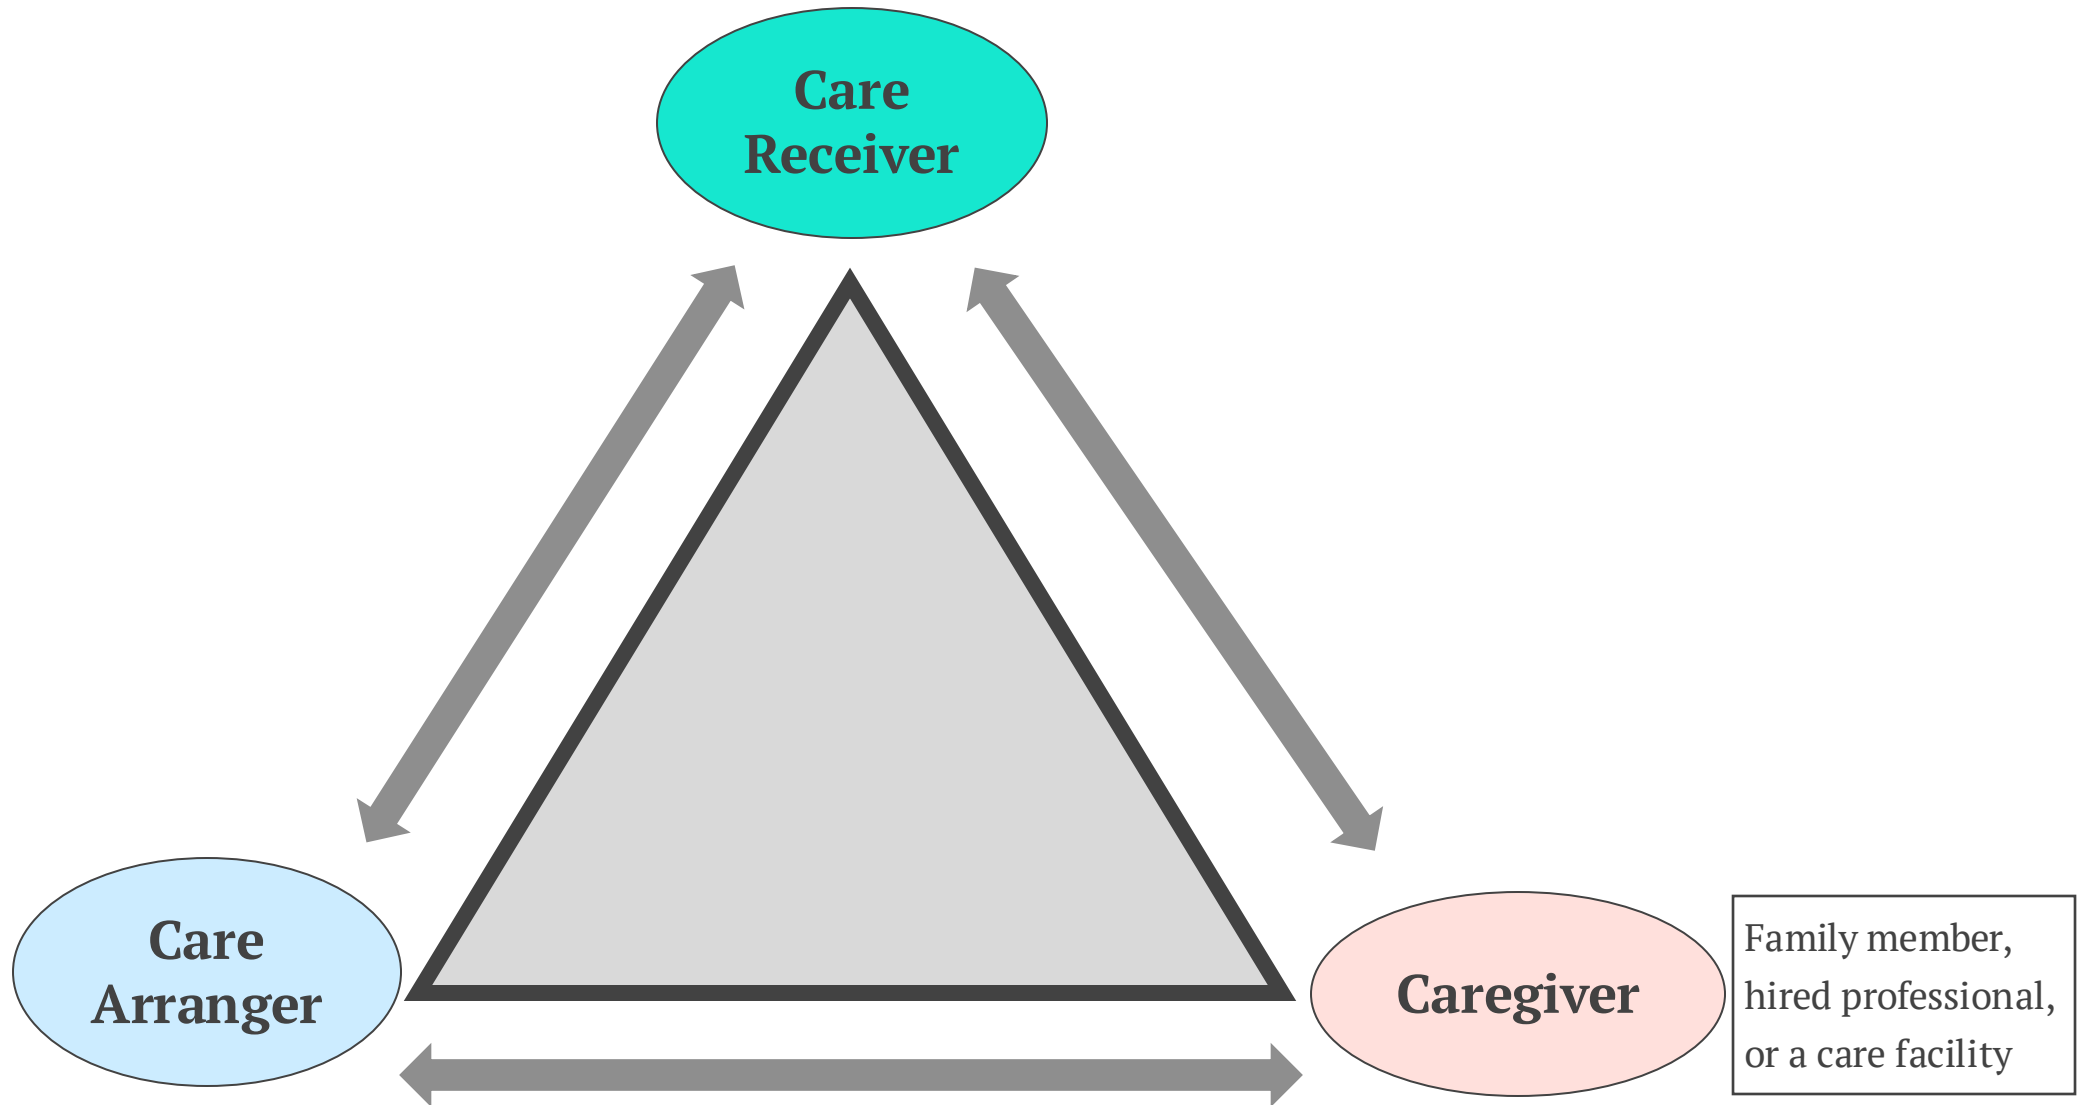 Care
Receiver
Care
Arranger
Caregiver
Family member,
hired professional,
or a care facility